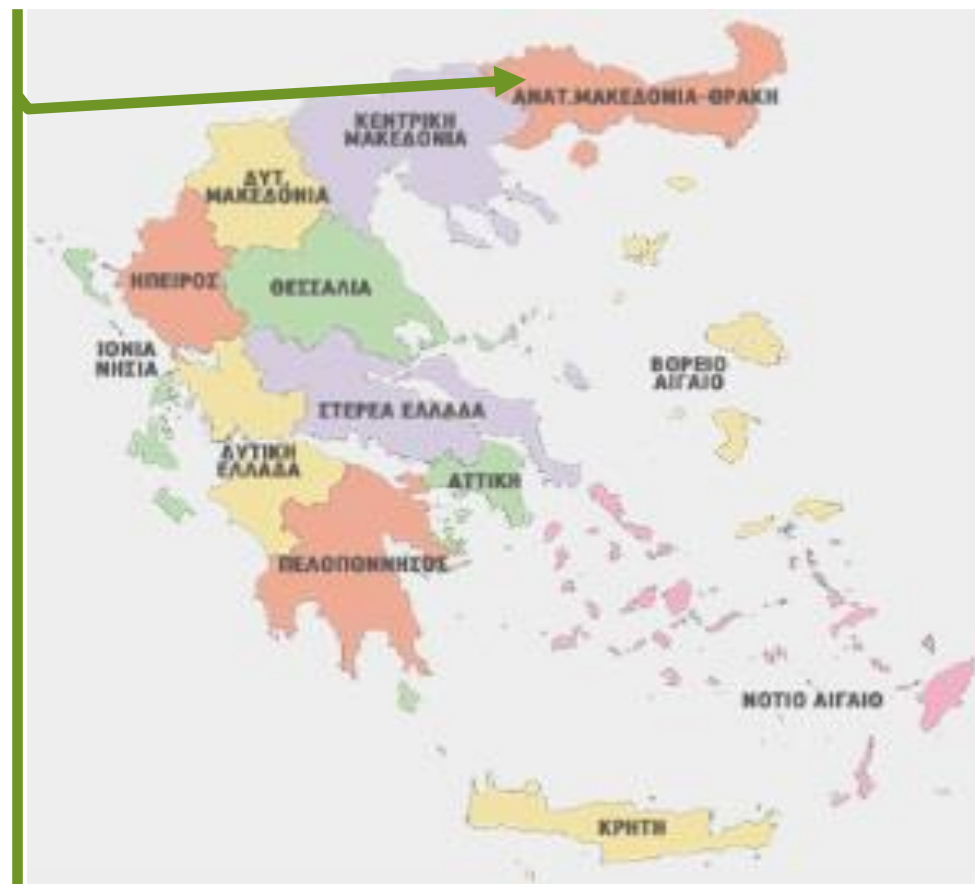 ΑΝΑΤ.ΜΑΚΕΔΟΝΙΑ-ΘΡΑΚΗ
ΚΕΝΤΡΙΚΗ
ΜΑΚΕΔΟΝΙΑ
ΔΥΤ.
ΜΑΚΕΔΟΝΙΑ
ΗΠΕΙΡΟΣ
ΘΕΣΣΑΛΙΑ
ΙΟΝΙΑ
ΝΗΣΙΑ
ΒΟΡΕΙΟ
ΑΙΓΑΙΟ
ΣΤΕΡΕΑ ΕΛΛΑΔΑ
ΔΥΤΙΚΗ
ΕΛΛΑΔΑ
ΑΤΤΙΚΗ
ΠΕΛΟΠΟΝΝΗΣΟΣ
ΝΟΤΙΟ ΑΙΓΑΙΟ
ΚΡΗΤΗ